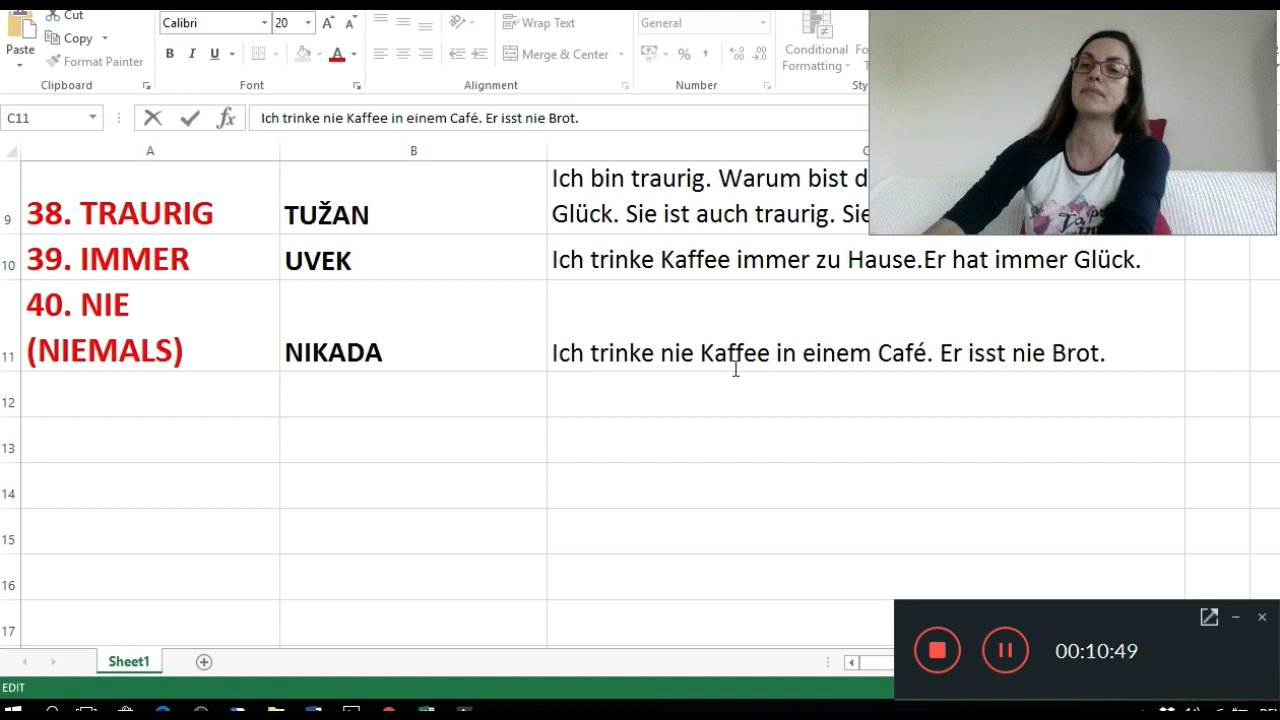 Cut
Copy
Paste
Format Painter
Clipboard
Calibri
20
B I U
Font
Wrap Text
Merge & Center
Alignment
General
Number
Conditional
Formatting
C11
Ich trinke nie Kaffee in einem Café. Er isst nie Brot.
A B
9 38. TRAURIG TUŽAN
Ich bin traurig. Warum bist
Glück. Sie ist auch traurig. Sie
10 39. IMMER UVEK Ich trinke Kaffee immer zu Hause.Er hat immer Glück.
40. NIE
11 (NIEMALS) NIKADA Ich trinke nie Kaffee in einem Café. Er isst nie Brot.
12
13
14
15
16
17
00:10:49
Sheet1
EDIT